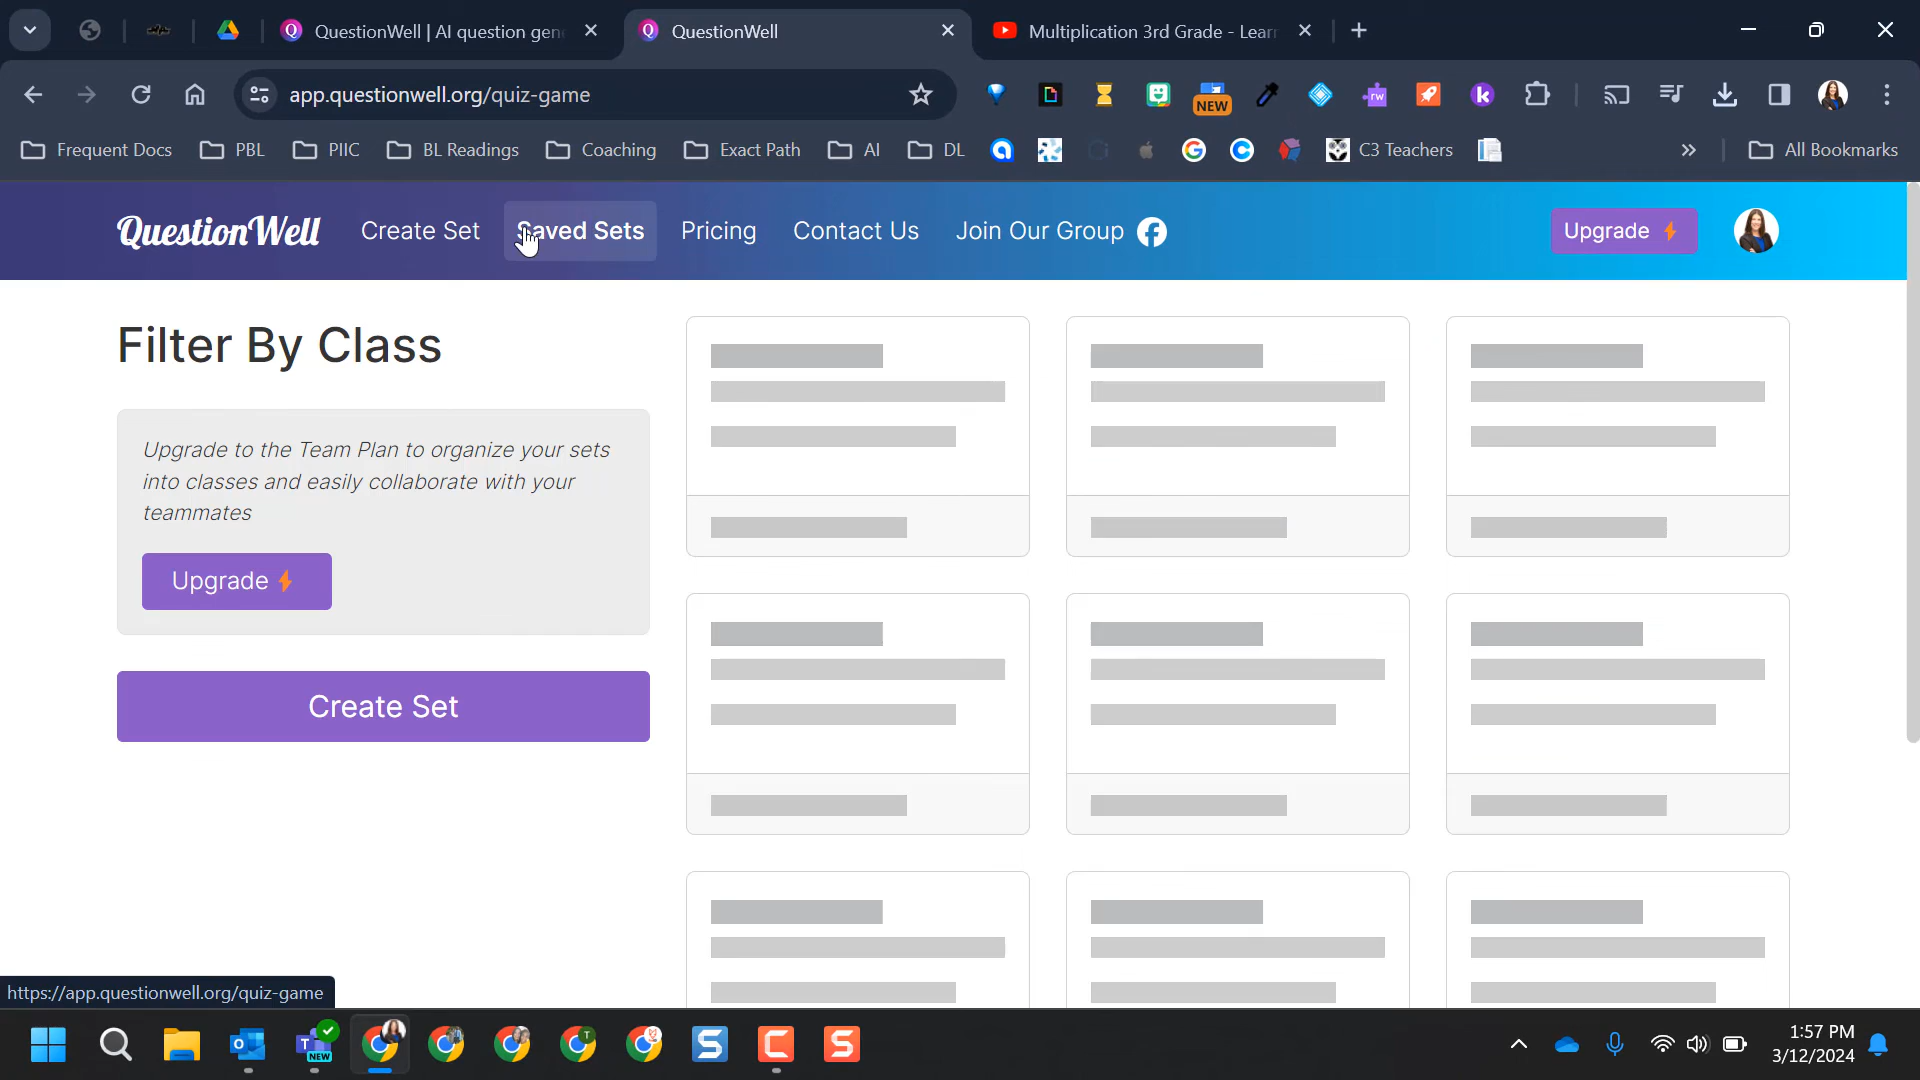 QuestionWell | AI question gen
QuestionWell
Multiplication 3rd Grade - Lear
app.questionwell.org/quiz-game
NEW
rw
k
Frequent Docs
PBL
PIIC
BL Readings
Coaching
Exact Path
AI
DL
C3 Teachers
All Bookmarks
QuestionWell
Create Set
Saved Sets
Pricing
Contact Us
Join Our Group
Upgrade
Filter By Class
Upgrade to the Team Plan to organize your sets
into classes and easily collaborate with your
teammates
Upgrade
Create Set
https://app.questionwell.org/quiz-game
NEW
1:57 PM
3/12/2024